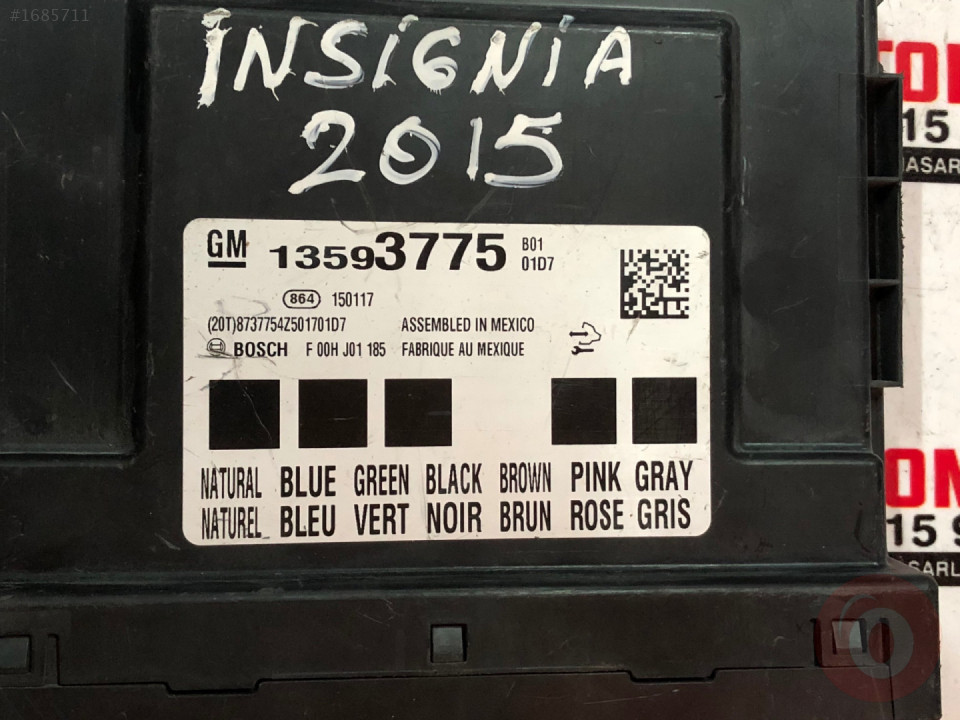 #1685711
INSIGNIA
2015
GM 13593775 B01 01D7
864 150117
(20T)8737754Z501701D7 ASSEMBLED IN MEXICO
BOSCH F 00H J01 185 FABRIQUE AU MEXIQUE
NATURAL BLUE GREEN BLACK BROWN PINK GRAY
NATUREL BLEU VERT NOIR BRUN ROSE GRIS